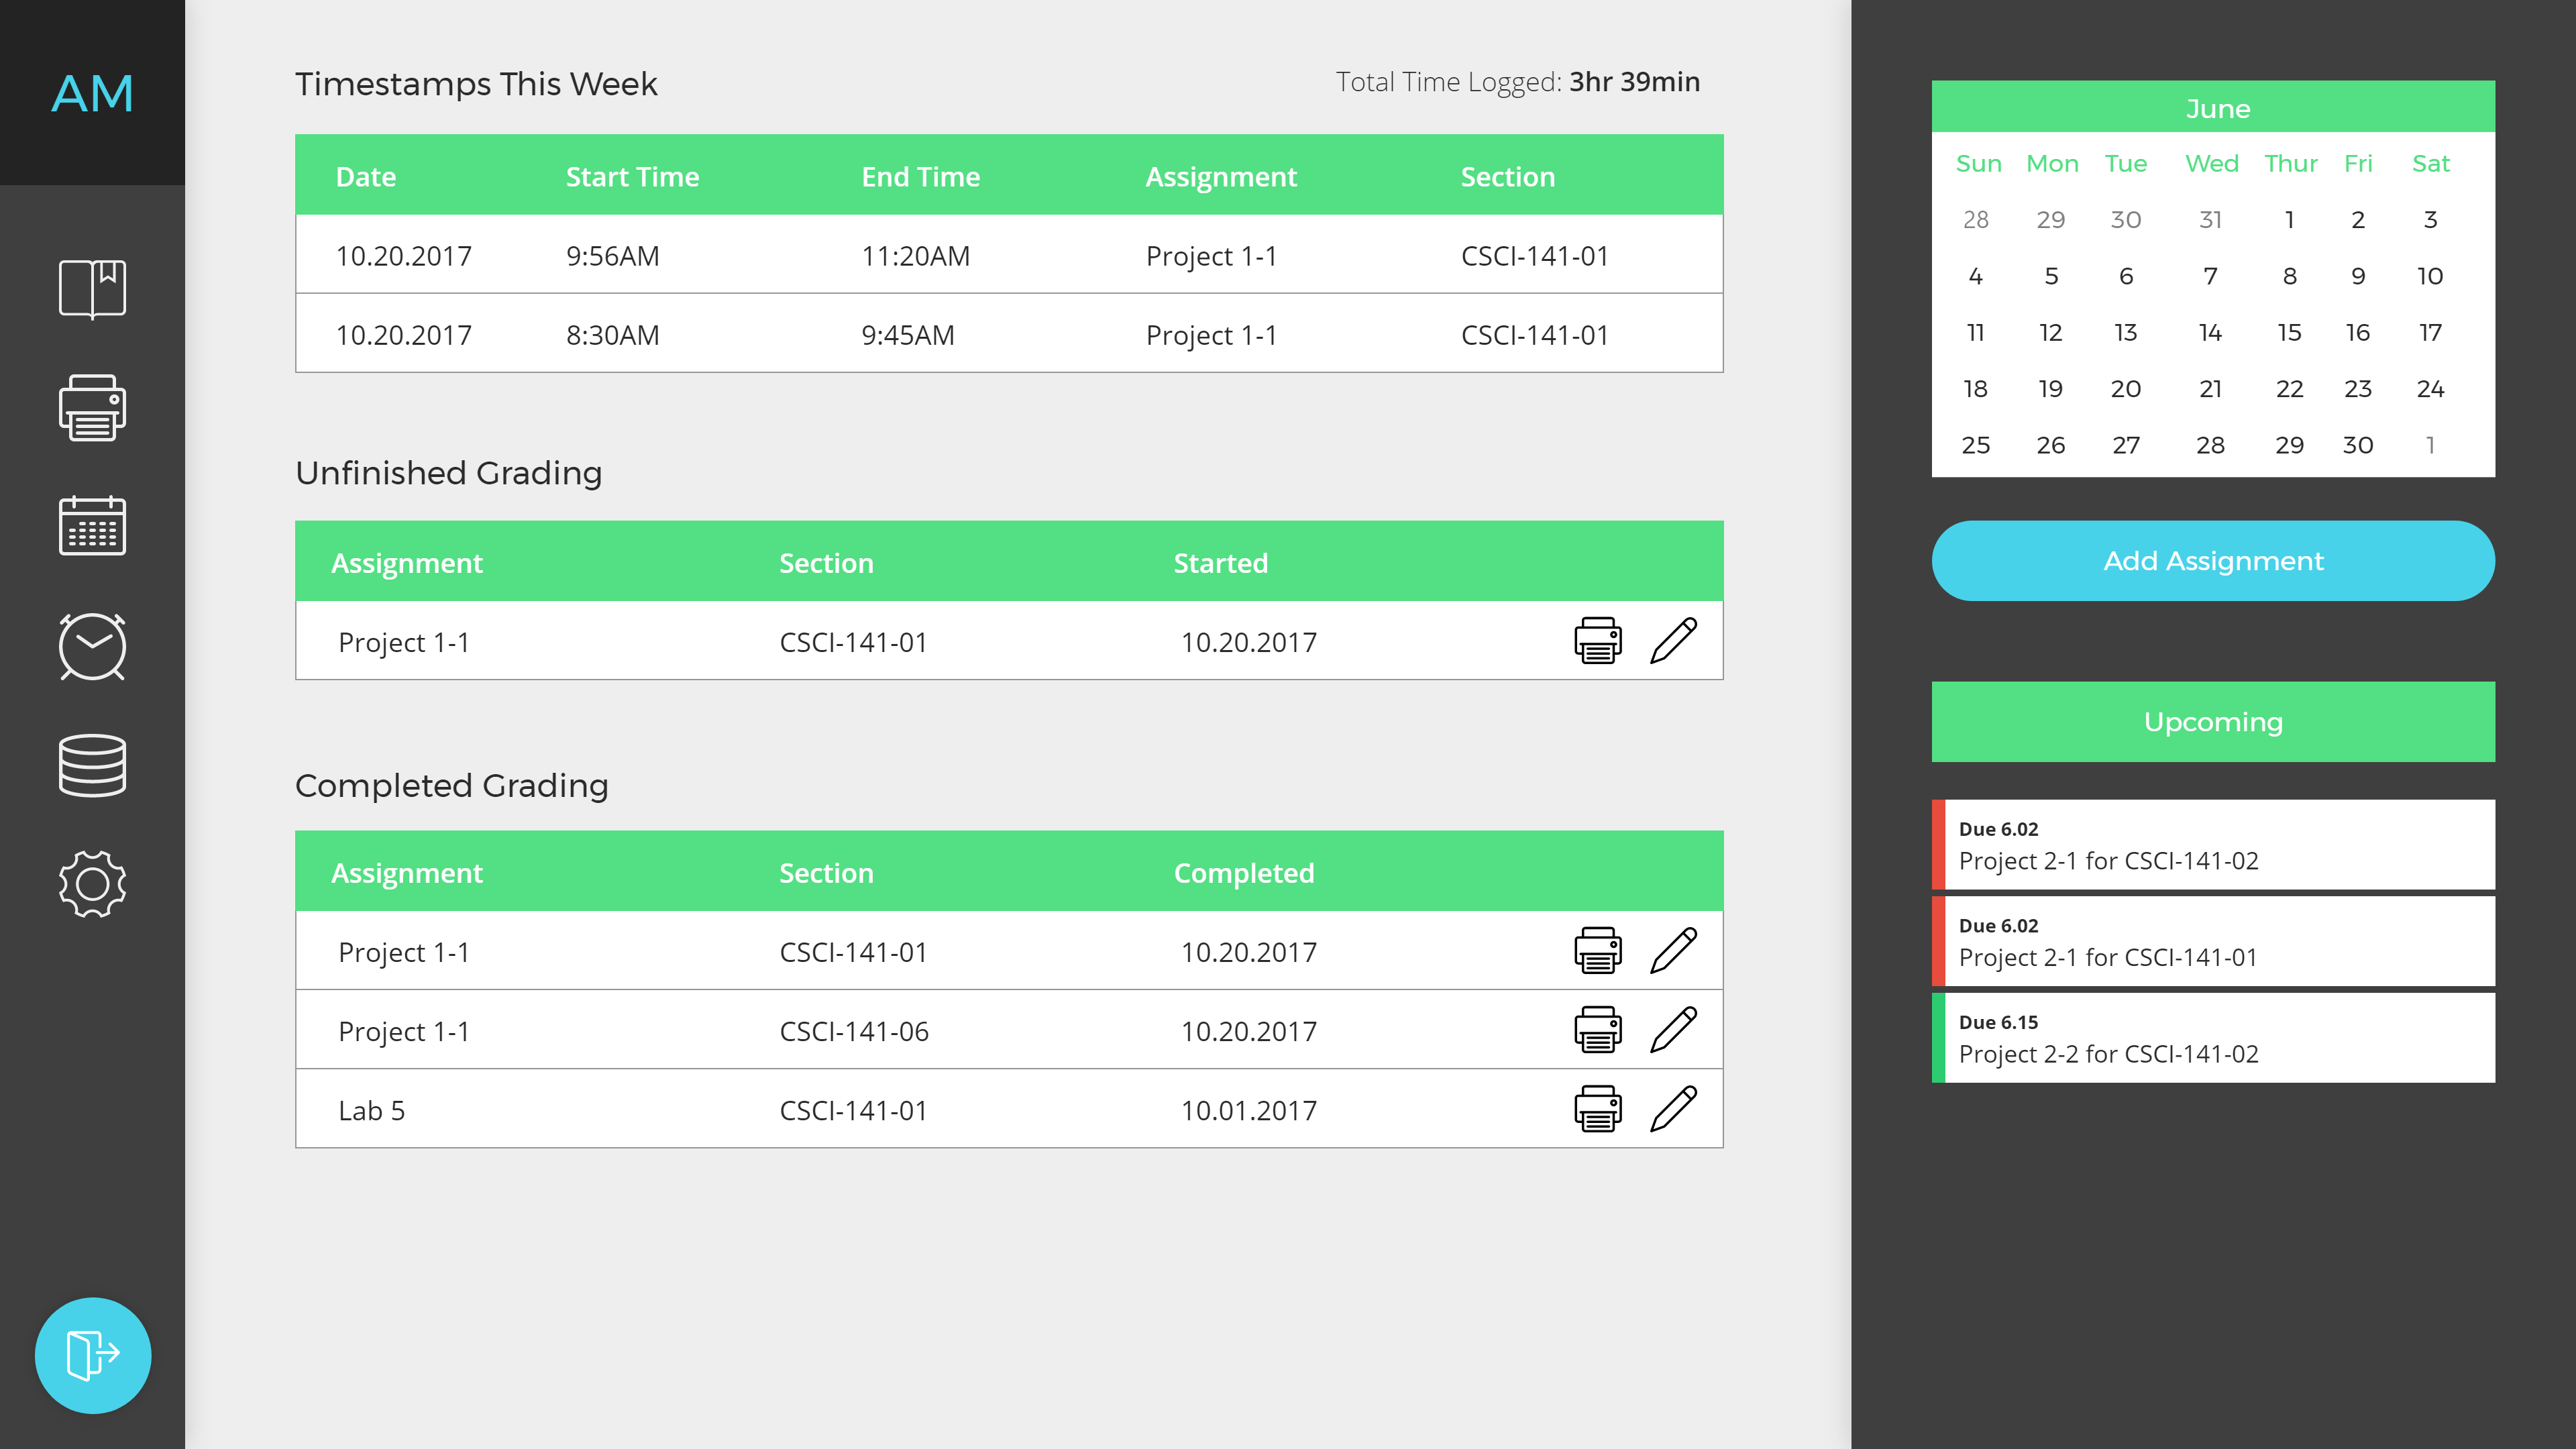 AM
Timestamps This Week
Total Time Logged: 3hr 39min
Date Start Time End Time Assignment Section
10.20.2017 9:56AM 11:20AM Project 1-1 CSCI-141-01
10.20.2017 8:30AM 9:45AM Project 1-1 CSCI-141-01
Unfinished Grading
Assignment Section Started
Project 1-1 CSCI-141-01 10.20.2017
Completed Grading
Assignment Section Completed
Project 1-1 CSCI-141-01 10.20.2017
Project 1-1 CSCI-141-06 10.20.2017
Lab 5 CSCI-141-01 10.01.2017
June
Sun Mon Tue Wed Thur Fri Sat
28 29 30 31 1 2 3
4 5 6 7 8 9 10
11 12 13 14 15 16 17
18 19 20 21 22 23 24
25 26 27 28 29 30 1
Add Assignment
Upcoming
Due 6.02
Project 2-1 for CSCI-141-02
Due 6.02
Project 2-1 for CSCI-141-01
Due 6.15
Project 2-2 for CSCI-141-02